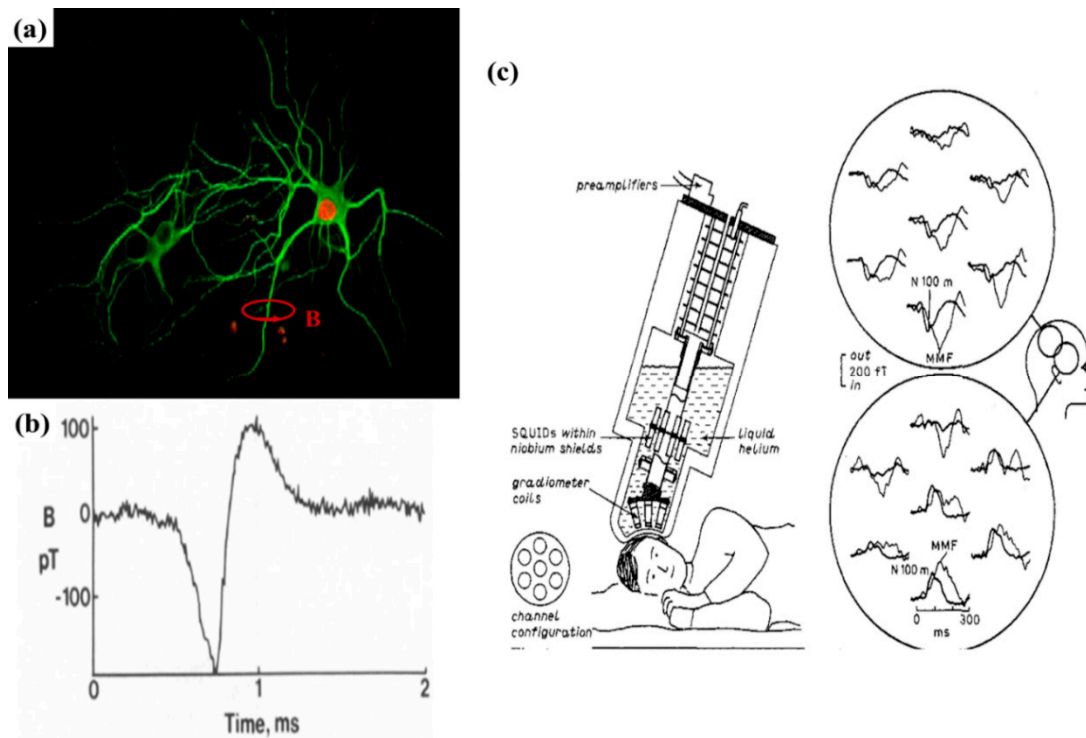 (a)
B
(b)
100
0
B
pT
-100
0
1
2
Time, ms
(c)
preamplifiers
SQUIDs within
niobium shields
liquid
helium
gradiometer
coils
channel
configuration
N 100 m
MMF
out
200 fT
in
MMF
N 100 m
0
300
ms